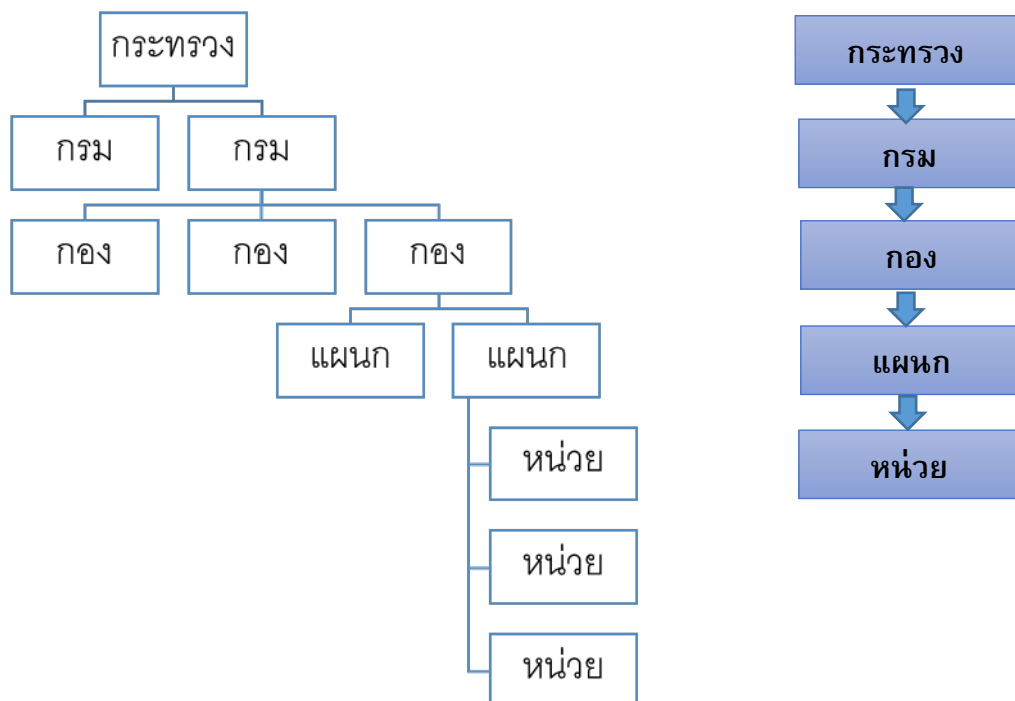 กระทรวง
กรม
กรม
กอง
กอง
กอง
แผนก
แผนก
หน่วย
หน่วย
หน่วย
กระทรวง
กรม
กอง
แผนก
หน่วย